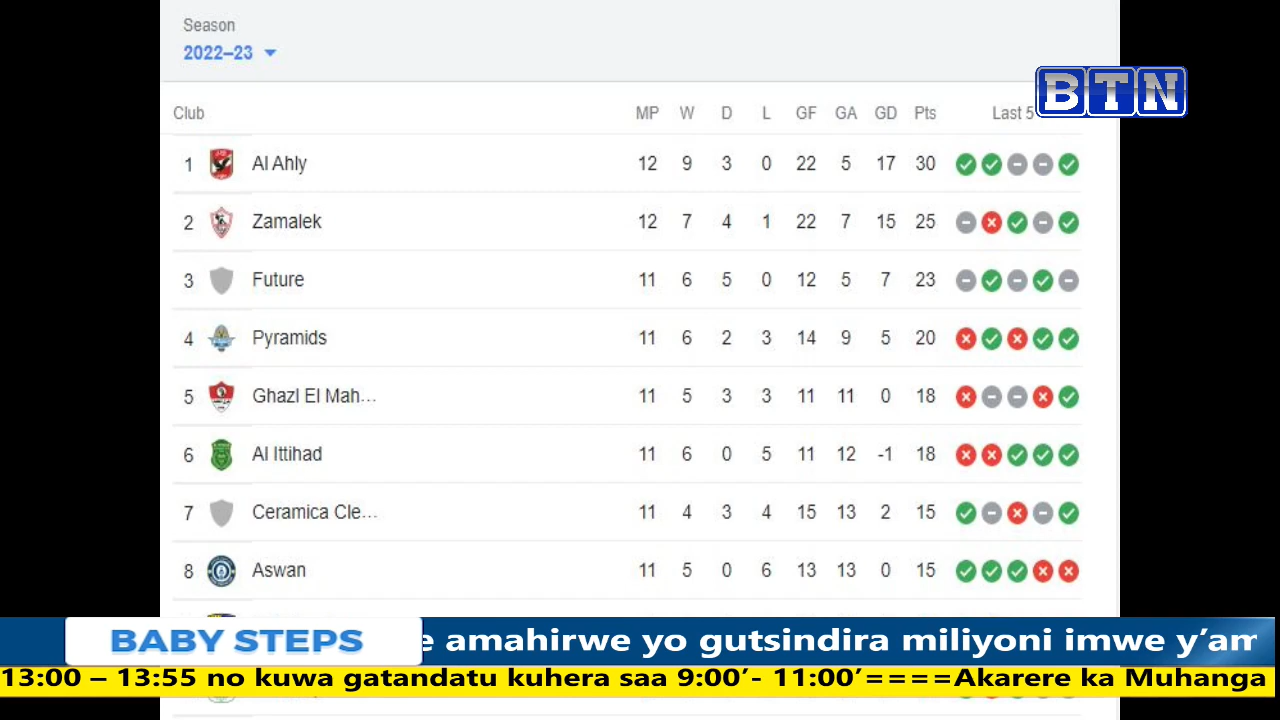 Season
2022–23
BTN
Club MP W D L GF GA GD Pts Last 5
1 Al Ahly 12 9 3 0 22 5 17 30
2 Zamalek 12 7 4 1 22 7 15 25
3 Future 11 6 5 0 12 5 7 23
4 Pyramids 11 6 2 3 14 9 5 20
5 Ghazl El Mah... 11 5 3 3 11 11 0 18
6 Al Ittihad 11 6 0 5 11 12 -1 18
7 Ceramica Cle... 11 4 3 4 15 13 2 15
8 Aswan 11 5 0 6 13 13 0 15
BABY STEPS e amahirwe yo gutsindira miliyoni imwe y’am
13:00 – 13:55 no kuwa gatandatu kuhera saa 9:00’- 11:00’====Akarere ka Muhanga